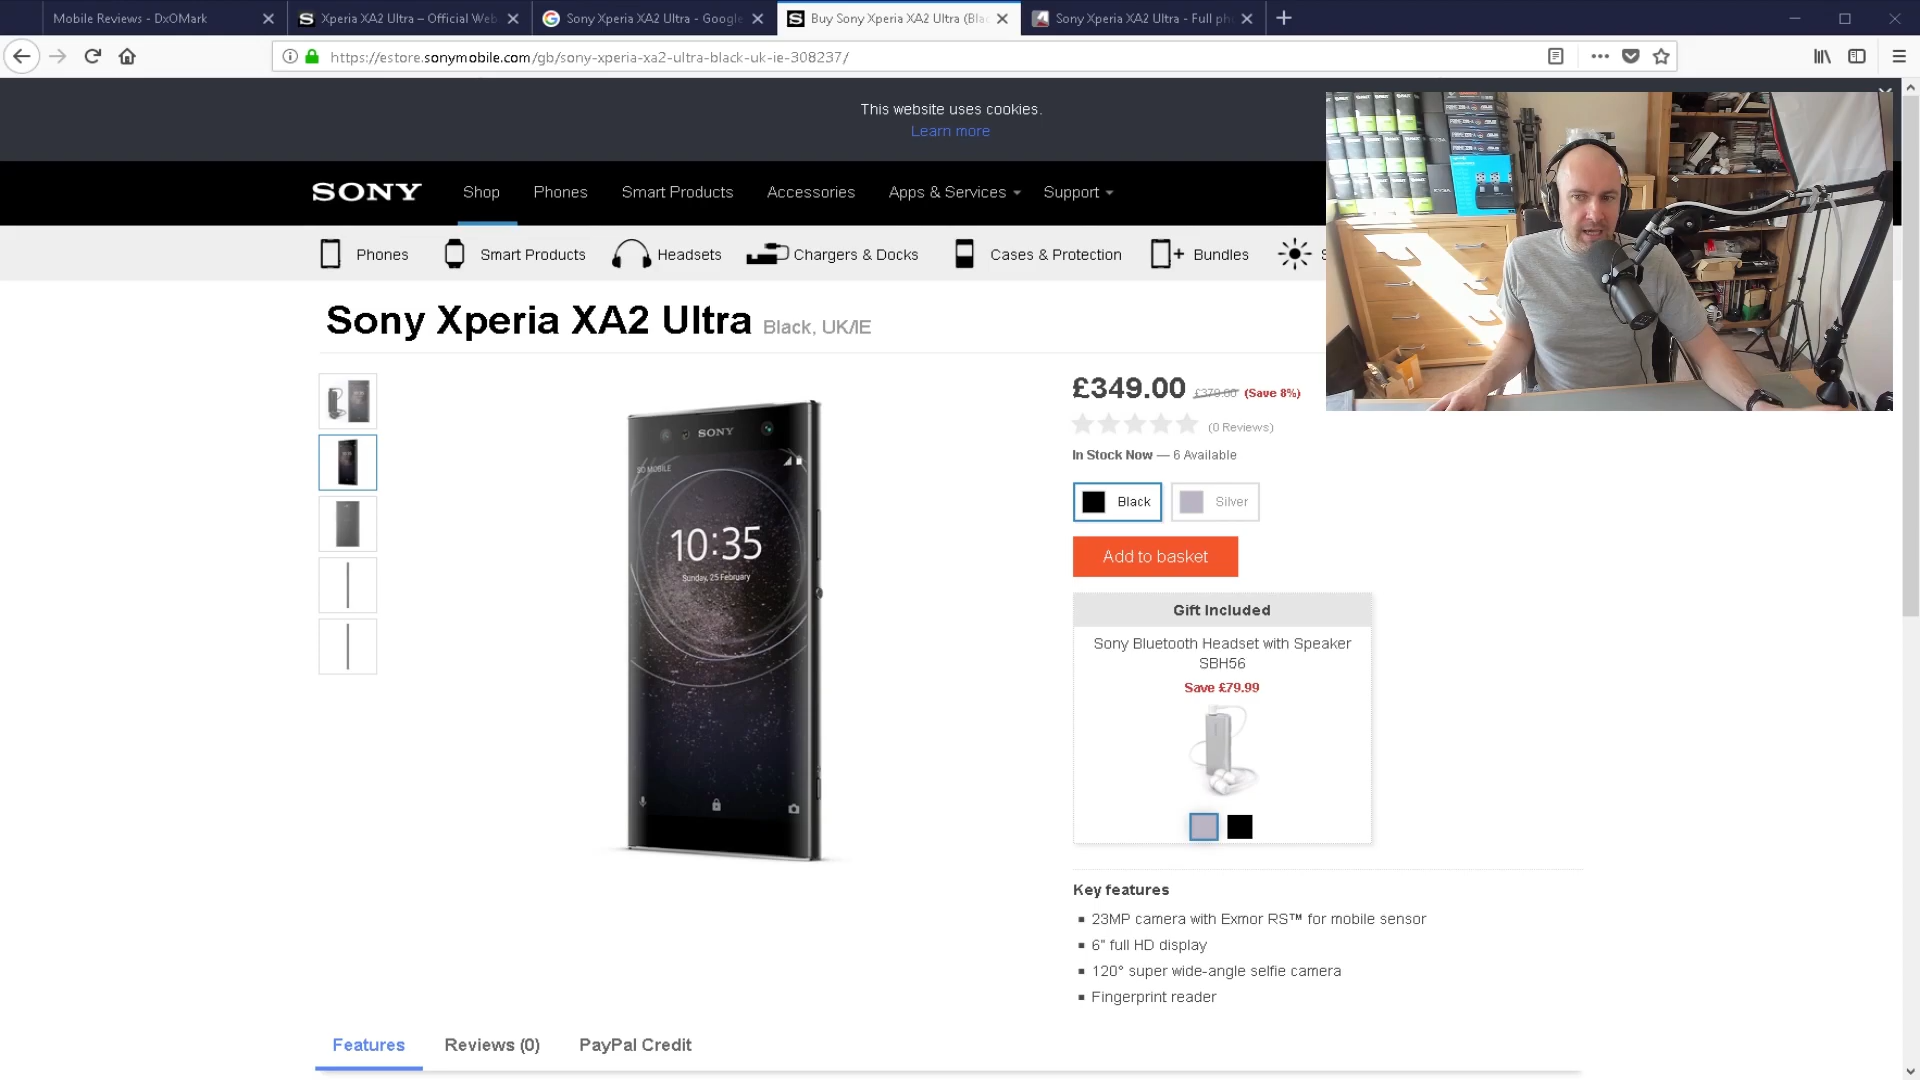 Mobile Reviews - DxOMark
Xperia XA2 Ultra – Official Web
Sony Xperia XA2 Ultra - Google
Buy Sony Xperia XA2 Ultra (Bla
Sony Xperia XA2 Ultra - Full ph
https://estore.sonymobile.com/gb/sony-xperia-xa2-ultra-black-uk-ie-308237/
This website uses cookies.
Learn more
SONY Shop Phones Smart Products Accessories Apps & Services Support
Phones Smart Products Headsets Chargers & Docks Cases & Protection Bundles S
Sony Xperia XA2 Ultra Black, UK/IE
£349.00 £379.00 (Save 8%)
(0 Reviews)
In Stock Now — 6 Available
Black Silver
Add to basket
Gift Included
Sony Bluetooth Headset with Speaker
SBH56
Save £79.99
SONY
SO MOBILE
10:35
Sunday, 25 February
Key features
23MP camera with Exmor RS™ for mobile sensor
6" full HD display
120° super wide-angle selfie camera
Fingerprint reader
Features Reviews (0) PayPal Credit